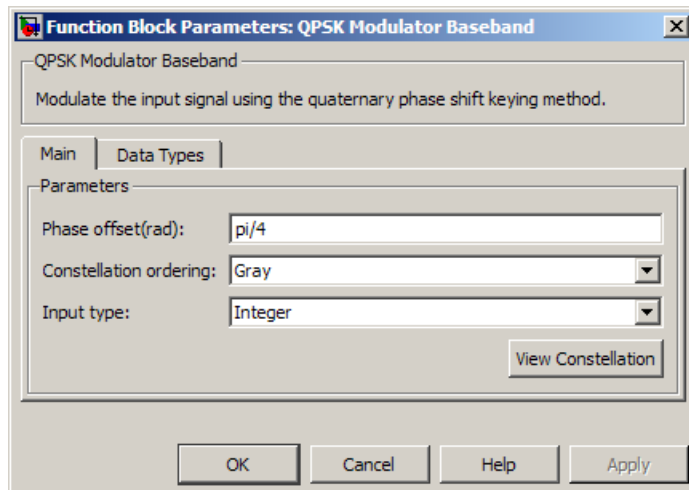 Function Block Parameters: QPSK Modulator Baseband
QPSK Modulator Baseband
Modulate the input signal using the quaternary phase shift keying method.
Main Data Types
Parameters
Phase offset(rad): pi/4
Constellation ordering: Gray
Input type: Integer
View Constellation
OK Cancel Help Apply